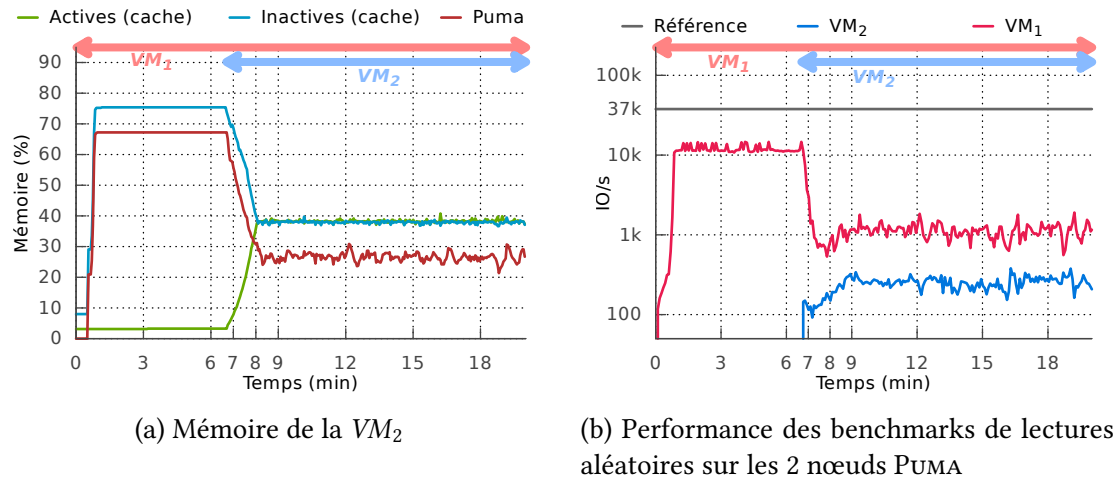 Actives (cache) Inactives (cache) Puma
VM1
VM2
Mémoire (%)
90
80
70
60
50
40
30
20
10
0
0 3 6 7 8 9 12 15 18
Temps (min)
(a) Mémoire de la VM2
Référence VM2 VM1
VM1
VM2
IO/s
100k
37k
10k
1k
100
0 3 6 7 8 9 12 15 18
Temps (min)
(b) Performance des benchmarks de lectures
aléatoires sur les 2 nœuds PUMA